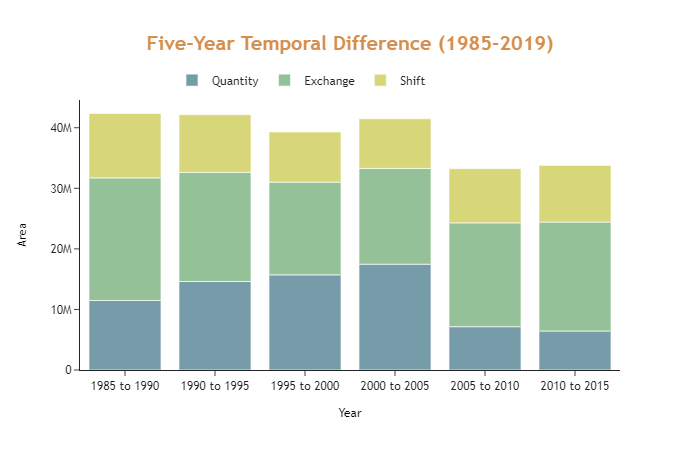 Five-Year Temporal Difference (1985-2019)
Quantity Exchange Shift
40M
30M
20M
10M
0
Area
1985 to 1990 1990 to 1995 1995 to 2000 2000 to 2005 2005 to 2010 2010 to 2015
Year